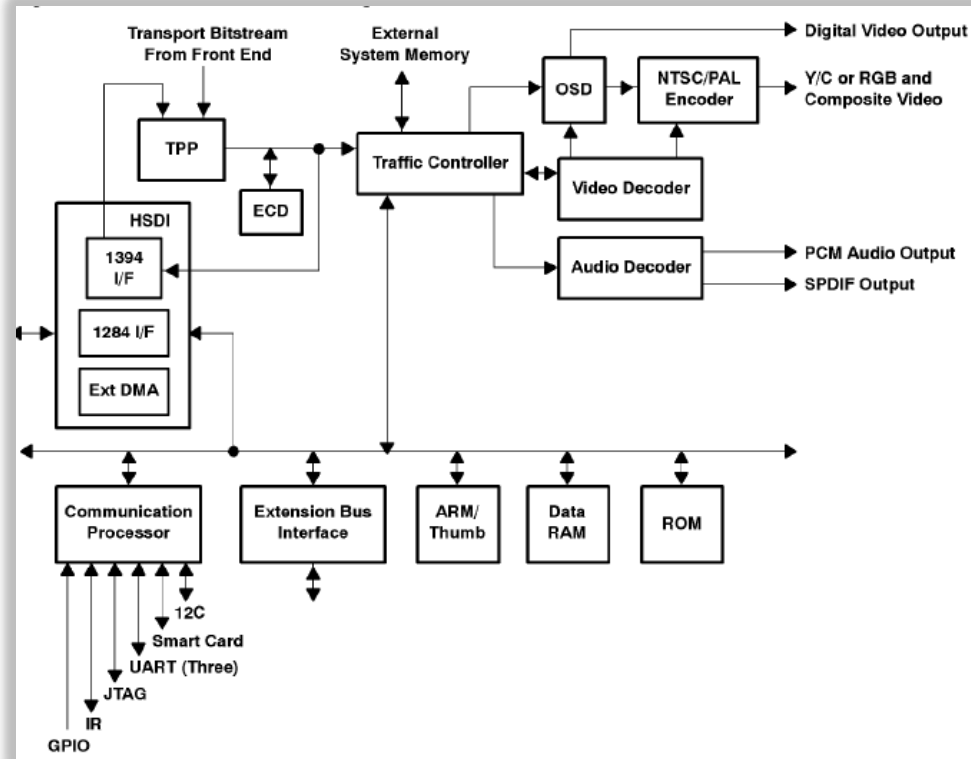 Transport Bitstream
From Front End
External
System Memory
Digital Video Output
OSD
NTSC/PAL
Encoder
Y/C or RGB and
Composite Video
TPP
Traffic Controller
Video Decoder
ECD
HSDI
1394
I/F
Audio Decoder
PCM Audio Output
SPDIF Output
1284 I/F
Ext DMA
Communication
Processor
Extension Bus
Interface
ARM/
Thumb
Data
RAM
ROM
12C
Smart Card
UART (Three)
JTAG
IR
GPIO